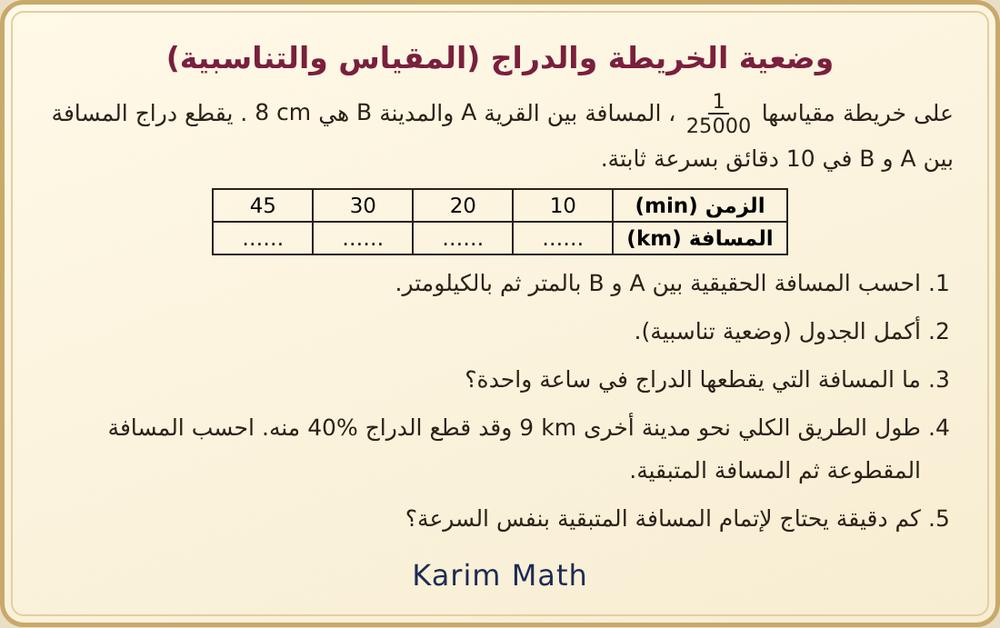 وضعية الخريطة والدراج (المقياس والتناسبية)
على خريطة مقياسها 1/25000 ، المسافة بين القرية A والمدينة B هي 8 cm . يقطع دراج المسافة
بين A و B في 10 دقائق بسرعة ثابتة.
الزمن (min) 10 20 30 45
المسافة (km) ...... ...... ...... ......
1. احسب المسافة الحقيقية بين A و B بالمتر ثم بالكيلومتر.
2. أكمل الجدول (وضعية تناسبية).
3. ما المسافة التي يقطعها الدراج في ساعة واحدة؟
4. طول الطريق الكلي نحو مدينة أخرى 9 km وقد قطع الدراج 40% منه. احسب المسافة
المقطوعة ثم المسافة المتبقية.
5. كم دقيقة يحتاج لإتمام المسافة المتبقية بنفس السرعة؟
Karim Math